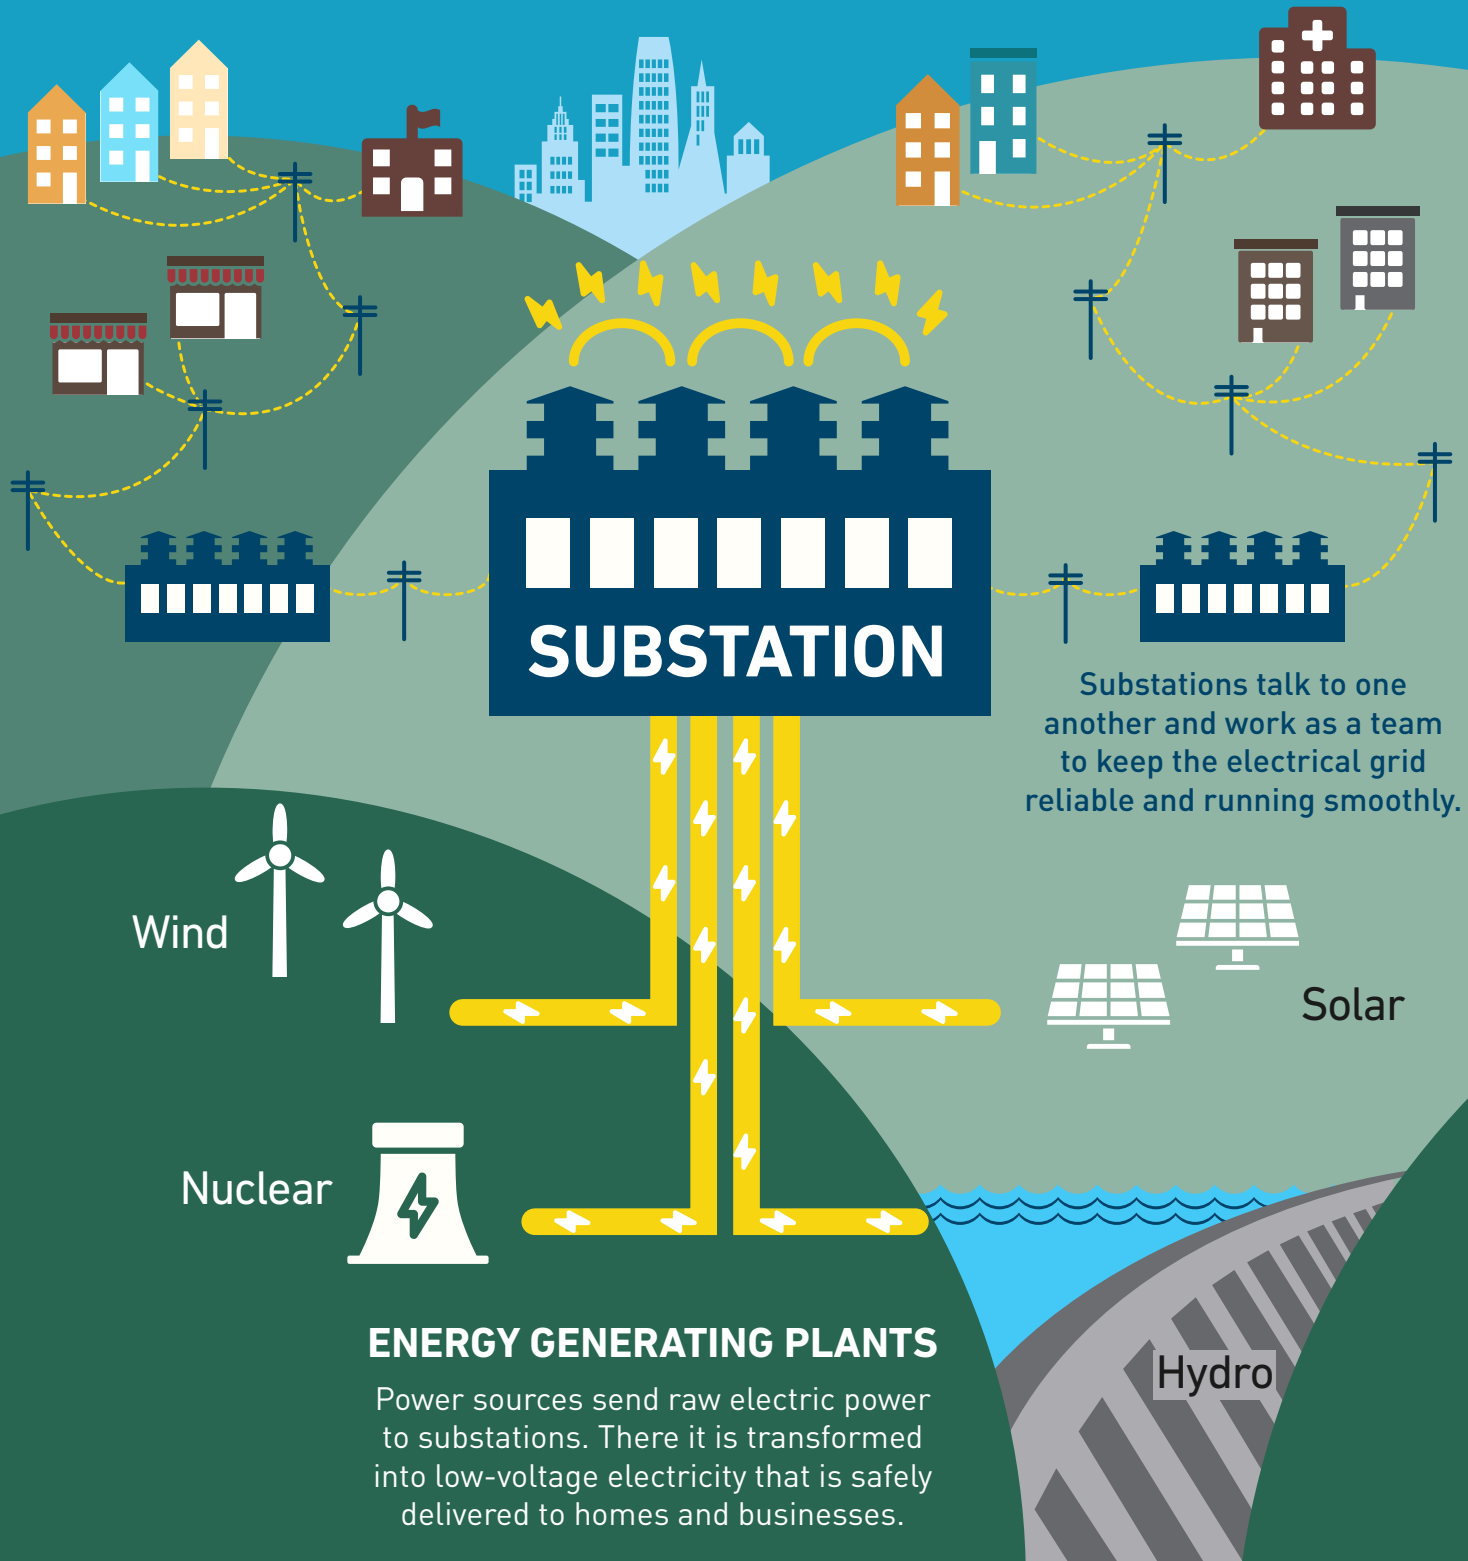 SUBSTATION
Substations talk to one
another and work as a team
to keep the electrical grid
reliable and running smoothly.
Wind
Solar
Nuclear
ENERGY GENERATING PLANTS
Power sources send raw electric power
to substations. There it is transformed
into low-voltage electricity that is safely
delivered to homes and businesses.
Hydro